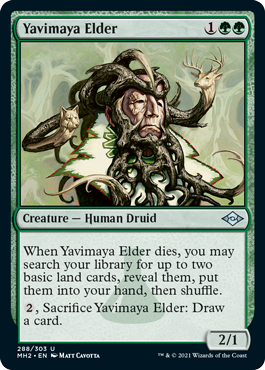 Yavimaya Elder 1
Creature — Human Druid
When Yavimaya Elder dies, you may
search your library for up to two
basic land cards, reveal them, put
them into your hand, then shuffle.
2, Sacrifice Yavimaya Elder: Draw
a card.
2/1
288/303 U
MH2 • EN Matt Cavotta
™ & © 2021 Wizards of the Coast